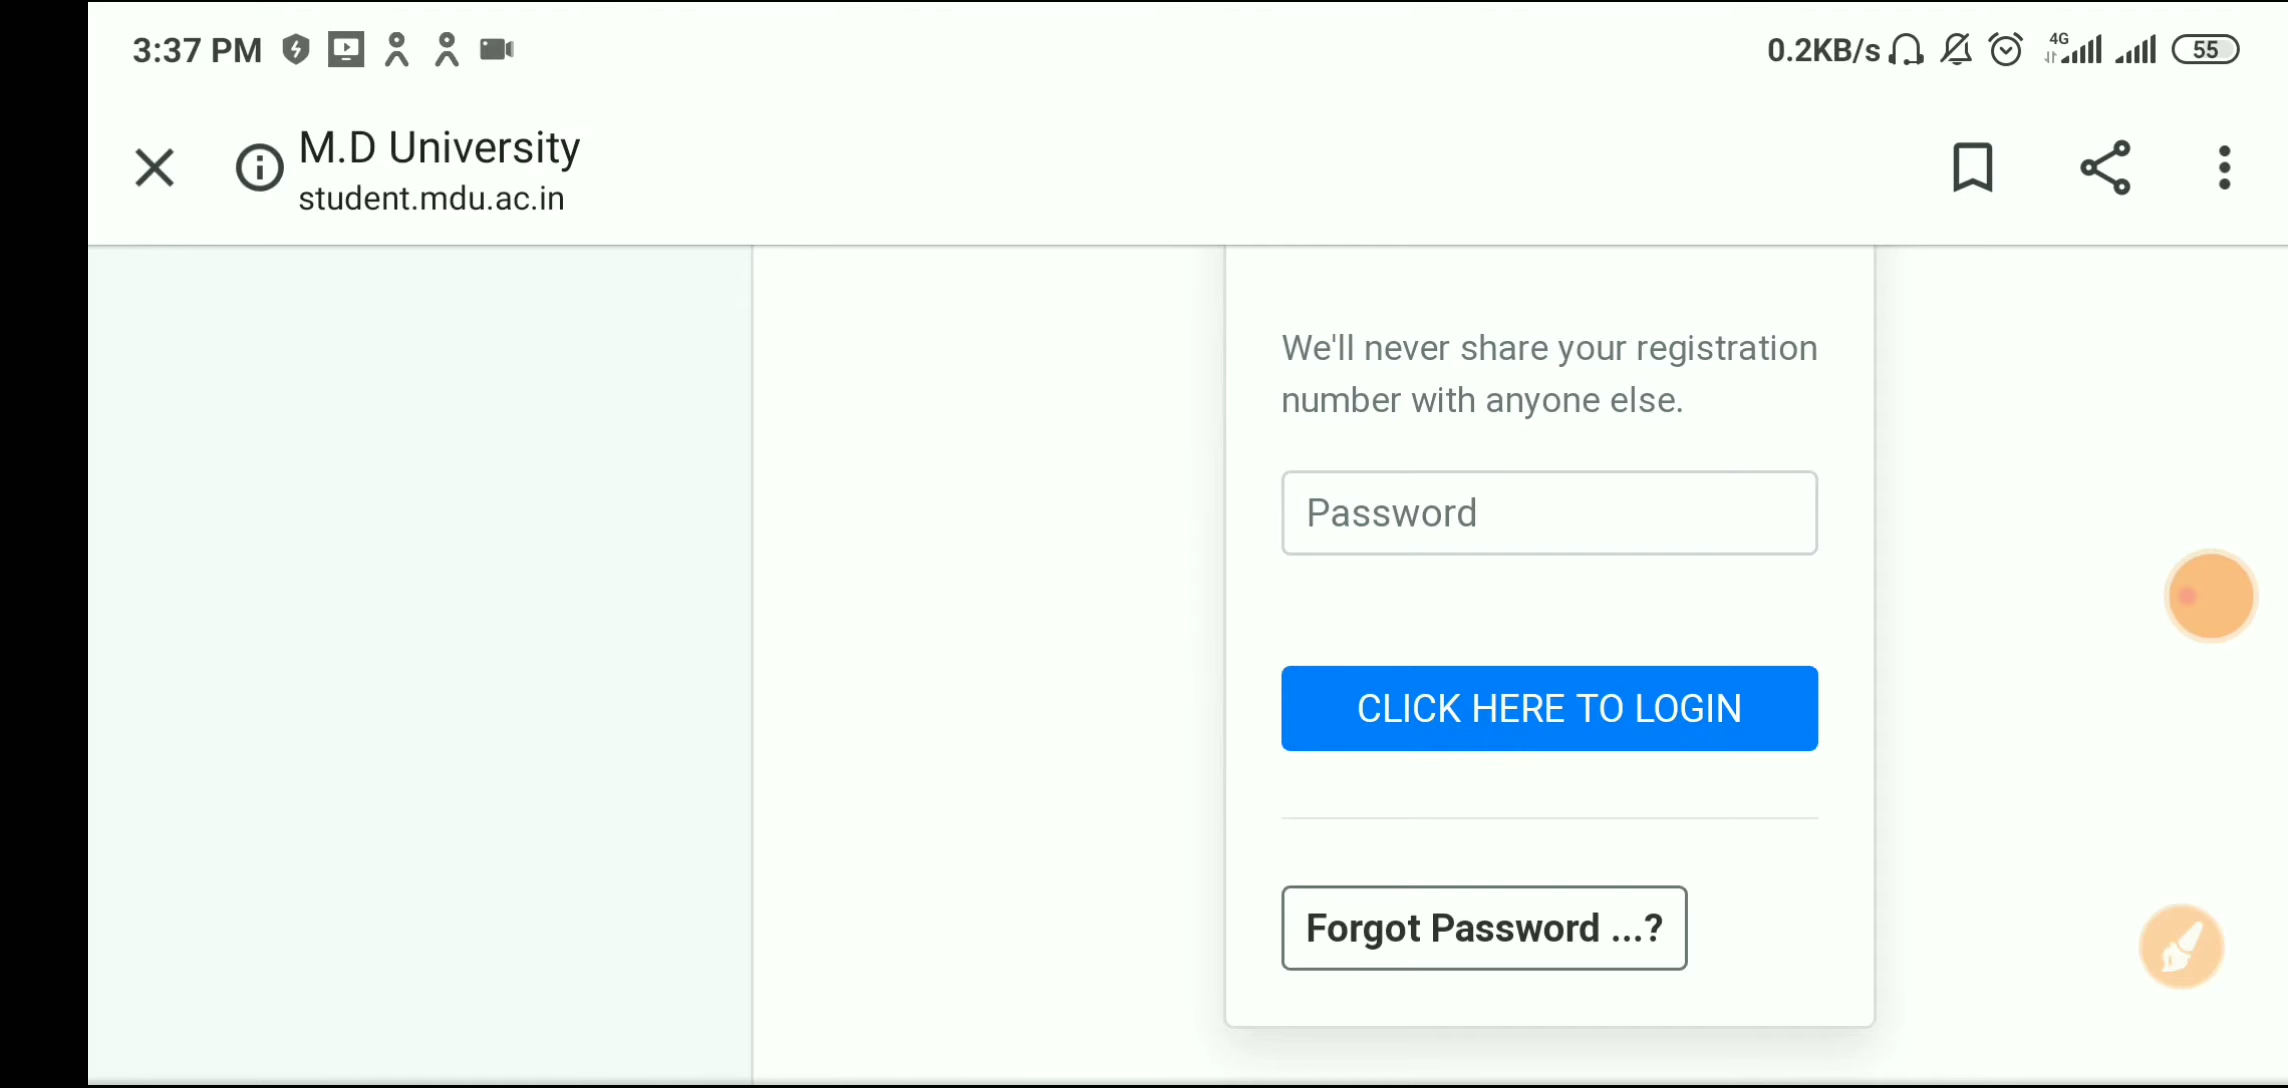 3:37 PM
0.2KB/s 4G 55
M.D University
student.mdu.ac.in
We'll never share your registration
number with anyone else.
Password
CLICK HERE TO LOGIN
Forgot Password ...?